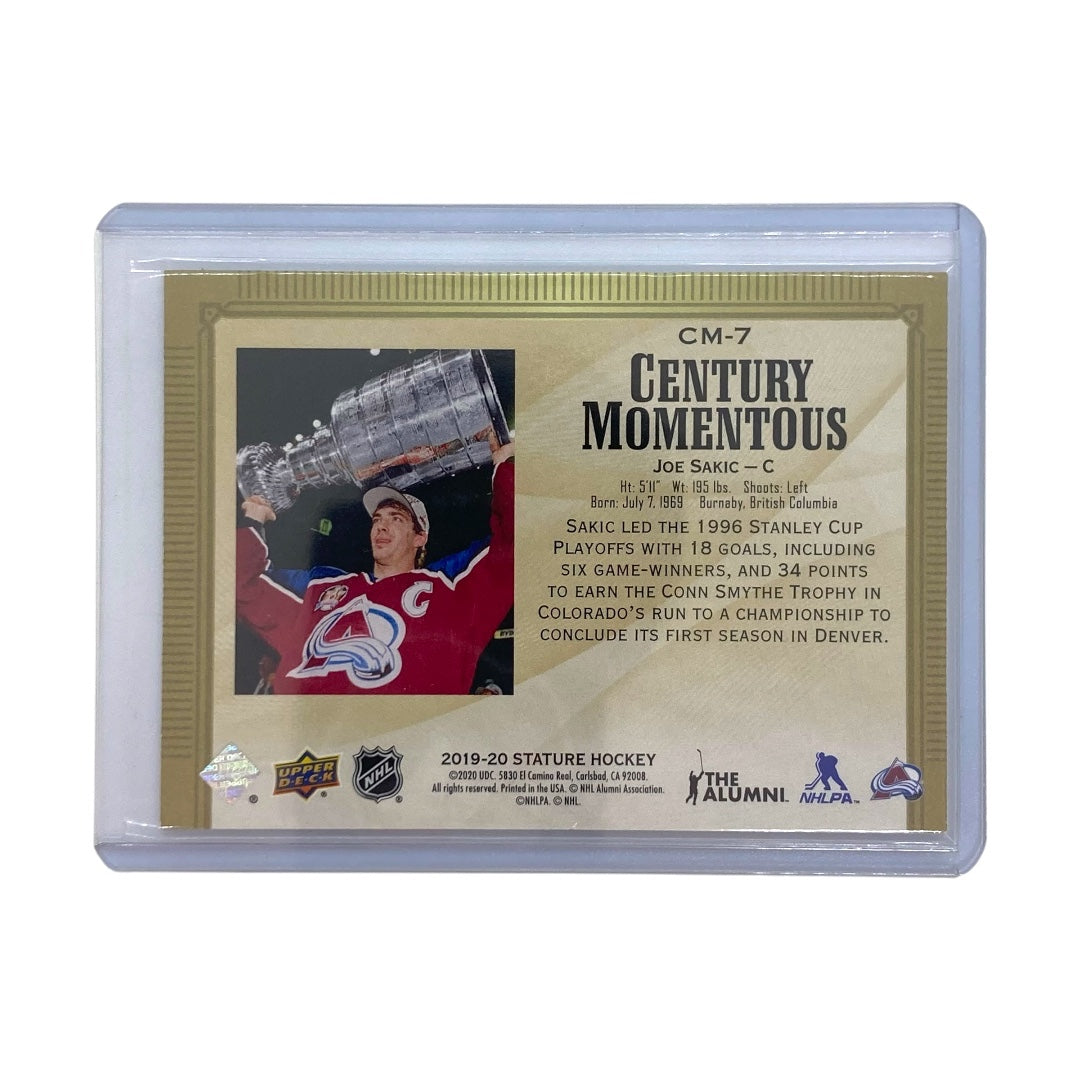 CM-7
CENTURY
MOMENTOUS
JOE SAKIC – C
Ht: 5'11" Wt: 195 lbs. Shoots: Left
Born: July 7, 1969 Burnaby, British Columbia
SAKIC LED THE 1996 STANLEY CUP
PLAYOFFS WITH 18 GOALS, INCLUDING
SIX GAME-WINNERS, AND 34 POINTS
TO EARN THE CONN SMYTHE TROPHY IN
COLORADO'S RUN TO A CHAMPIONSHIP TO
CONCLUDE ITS FIRST SEASON IN DENVER.
C
A
UPPER
D·E·C·K
NHL
2019-20 STATURE HOCKEY
©2020 UDC. 5830 El Camino Real, Carlsbad, CA 92008.
All rights reserved. Printed in the USA. © NHL Alumni Association.
©NHLPA. © NHL.
THE
ALUMNI™
NHLPA™